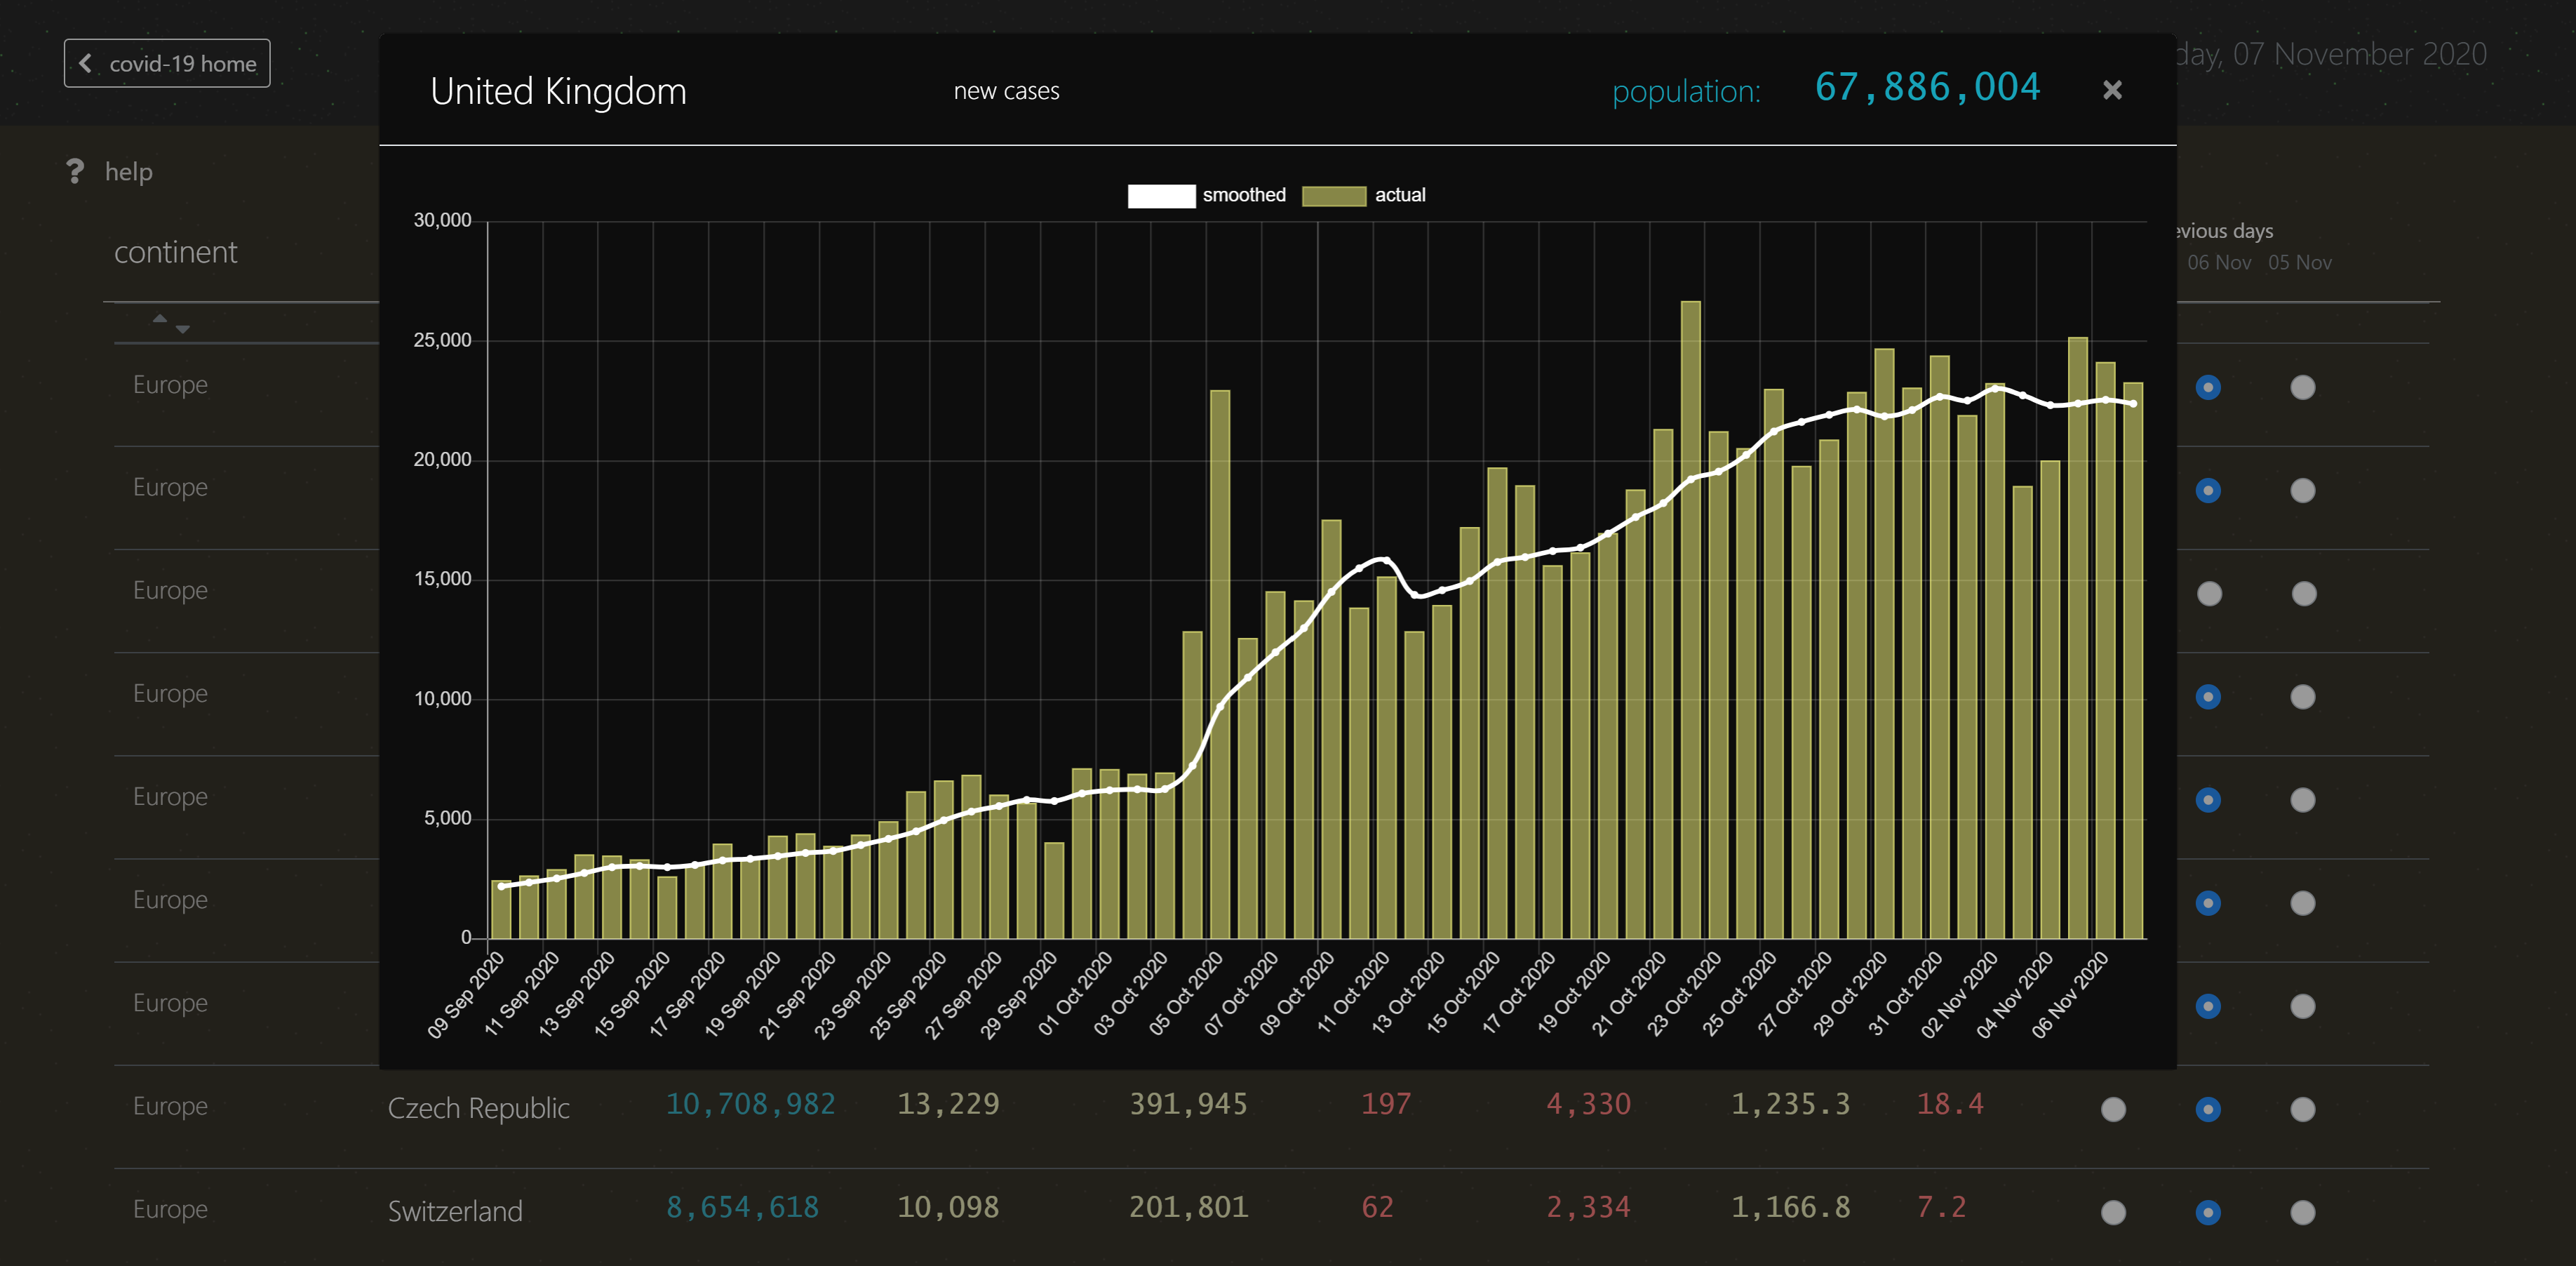 covid-19 home
United Kingdom
new cases
population: 67,886,004
day, 07 November 2020
help
smoothed
actual
continent
evious days
06 Nov 05 Nov
30,000
25,000
20,000
15,000
10,000
5,000
0
09 Sep 2020
11 Sep 2020
13 Sep 2020
15 Sep 2020
17 Sep 2020
19 Sep 2020
21 Sep 2020
23 Sep 2020
25 Sep 2020
27 Sep 2020
29 Sep 2020
01 Oct 2020
03 Oct 2020
05 Oct 2020
07 Oct 2020
09 Oct 2020
11 Oct 2020
13 Oct 2020
15 Oct 2020
17 Oct 2020
19 Oct 2020
21 Oct 2020
23 Oct 2020
25 Oct 2020
27 Oct 2020
29 Oct 2020
31 Oct 2020
02 Nov 2020
04 Nov 2020
06 Nov 2020
Europe
Europe
Europe
Europe
Europe
Europe
Europe
Europe Czech Republic 10,708,982 13,229 391,945 197 4,330 1,235.3 18.4
Europe Switzerland 8,654,618 10,098 201,801 62 2,334 1,166.8 7.2